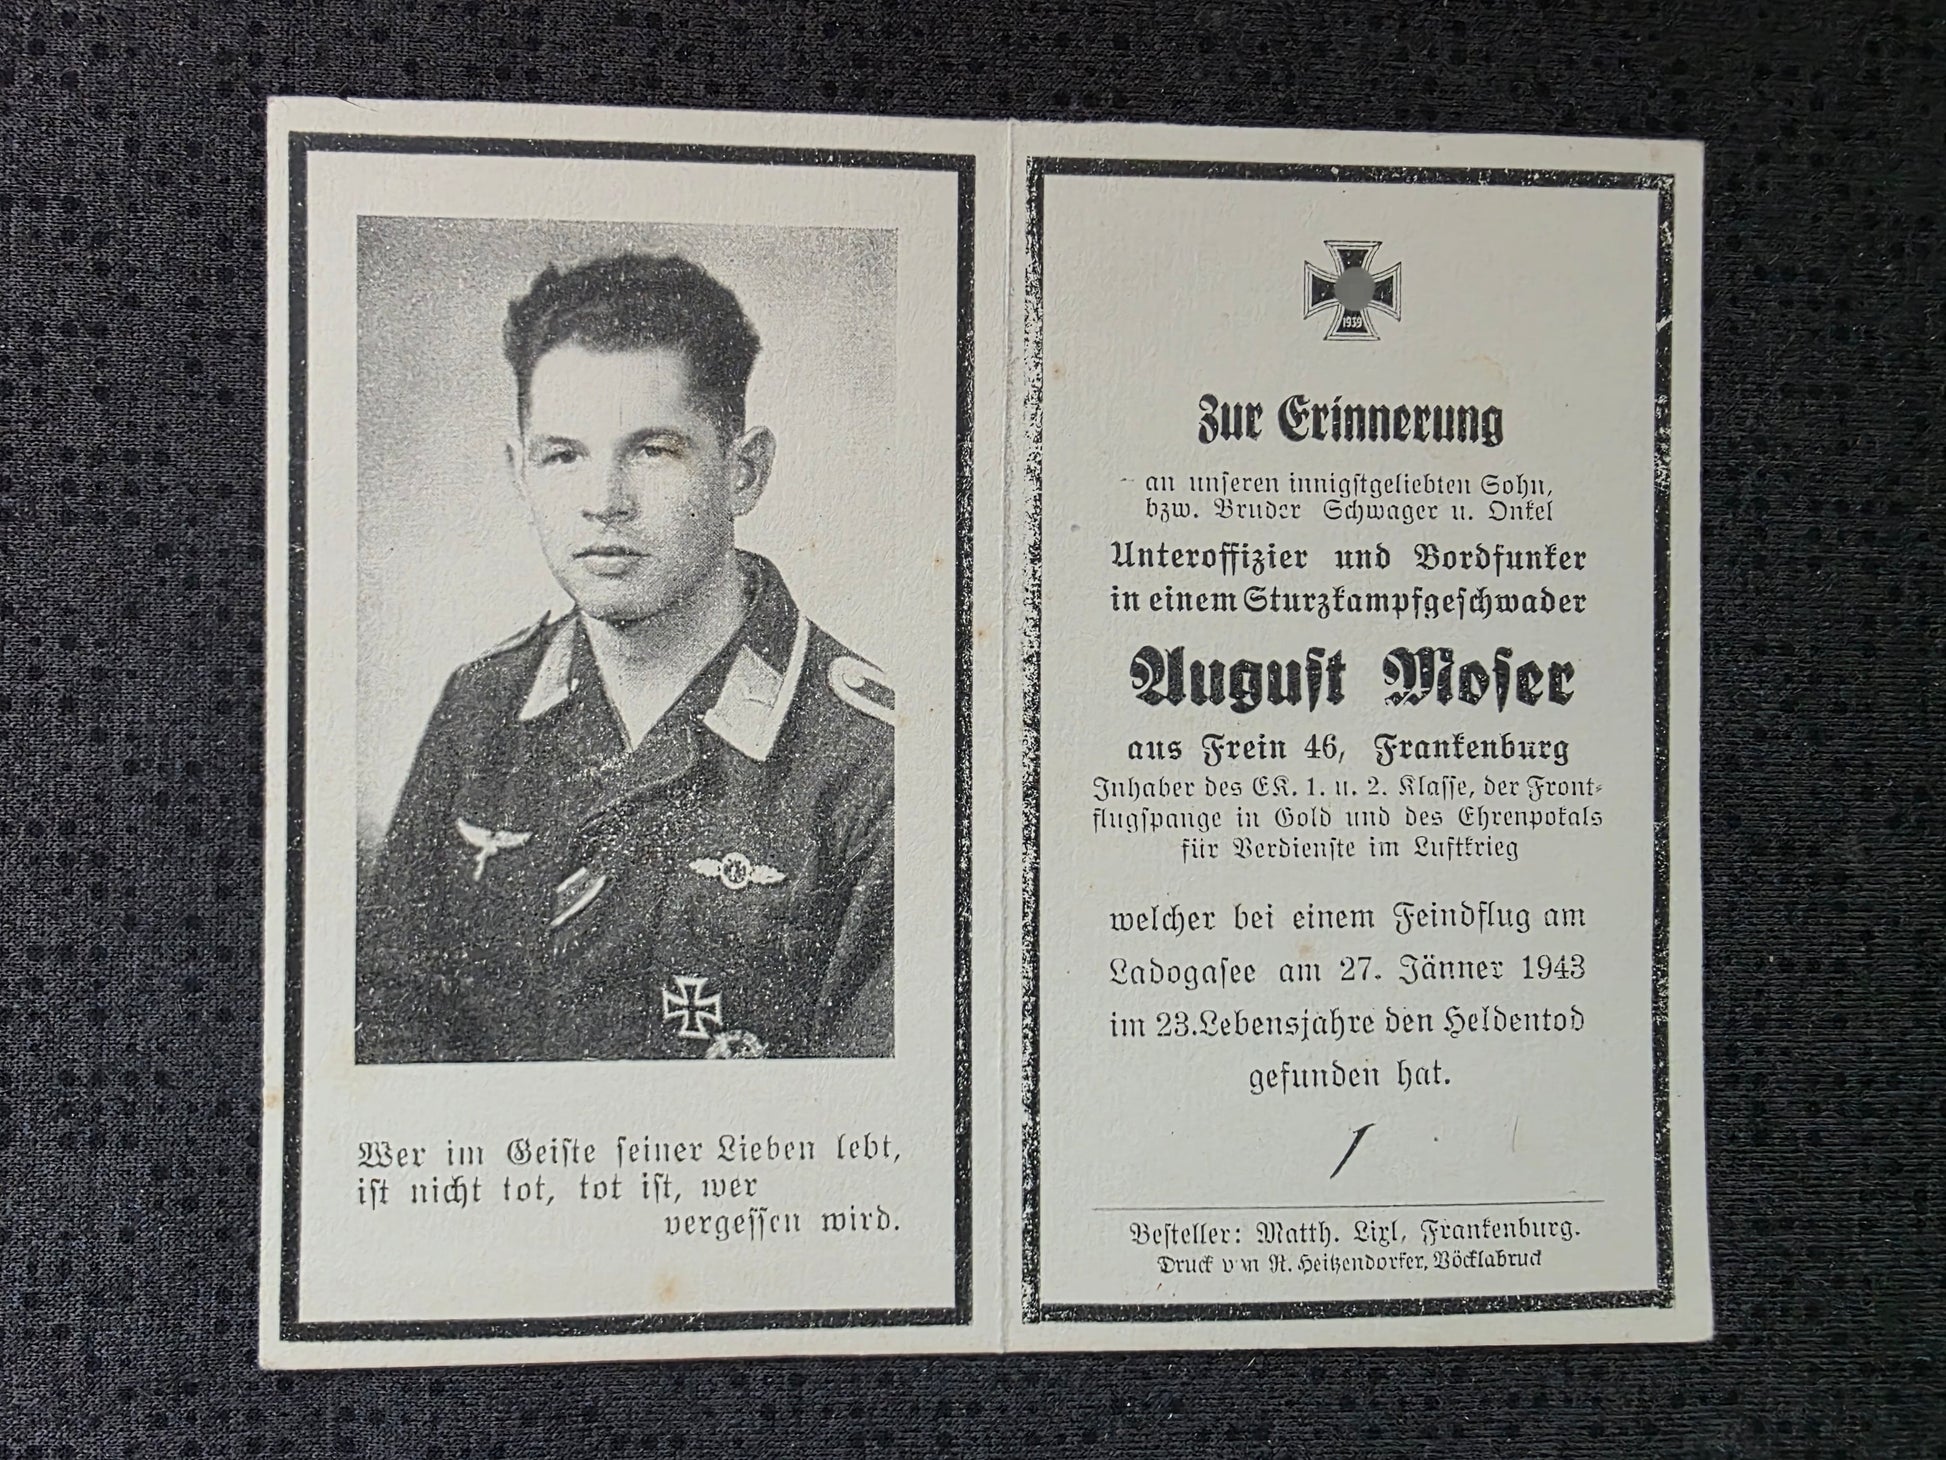 Wer im Geiste seiner Lieben lebt,
ist nicht tot, tot ist, wer
vergessen wird.
1939
Zur Erinnerung
an unseren innigstgeliebten Sohn,
bzw. Bruder Schwager u. Onkel
Unteroffizier und Bordfunker
in einem Sturzkampfgeschwader
August Moser
aus Frein 46, Frankenburg
Inhaber des EK. 1. u. 2. Klasse, der Front-
flugspange in Gold und des Ehrenpokals
für Verdienste im Luftkrieg
welcher bei einem Feindflug am
Ladogasee am 27. Jänner 1943
im 23. Lebensjahre den Heldentod
gefunden hat.
Besteller: Matth. Lixl, Frankenburg.
Druck von R. Heitzendorfer, Vöcklabruck